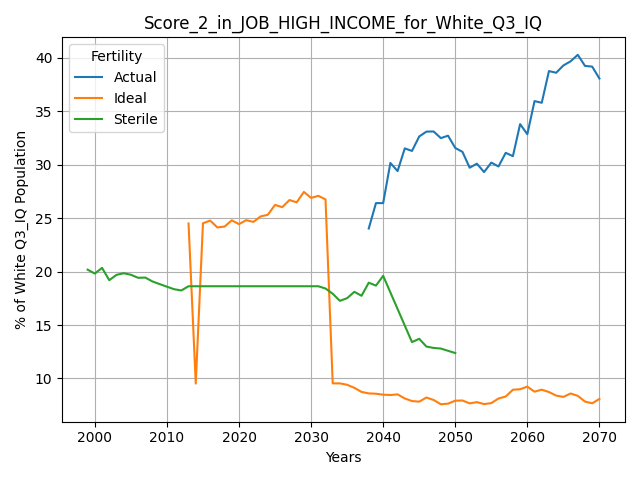 Score_2_in_JOB_HIGH_INCOME_for_White_Q3_IQ
Fertility
Actual
Ideal
Sterile
% of White Q3_IQ Population
40
35
30
25
20
15
10
2000 2010 2020 2030 2040 2050 2060 2070
Years